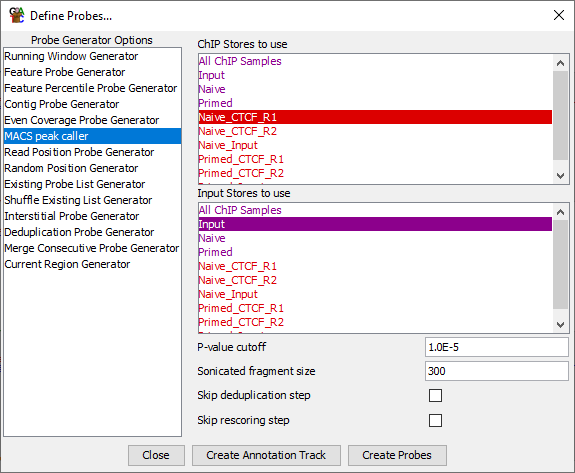 Define Probes...
Probe Generator Options
Running Window Generator
Feature Probe Generator
Feature Percentile Probe Generator
Contig Probe Generator
Even Coverage Probe Generator
MACS peak caller
Read Position Probe Generator
Random Position Generator
Existing Probe List Generator
Shuffle Existing List Generator
Interstitial Probe Generator
Deduplication Probe Generator
Merge Consecutive Probe Generator
Current Region Generator
ChIP Stores to use
All ChIP Samples
Input
Naive
Primed
Naive_CTCF_R1
Naive_CTCF_R2
Naive_Input
Primed_CTCF_R1
Primed_CTCF_R2
Input Stores to use
All ChIP Samples
Input
Naive
Primed
Naive_CTCF_R1
Naive_CTCF_R2
Naive_Input
Primed_CTCF_R1
Primed_CTCF_R2
P-value cutoff 1.0E-5
Sonicated fragment size 300
Skip deduplication step
Skip rescoring step
Close Create Annotation Track Create Probes